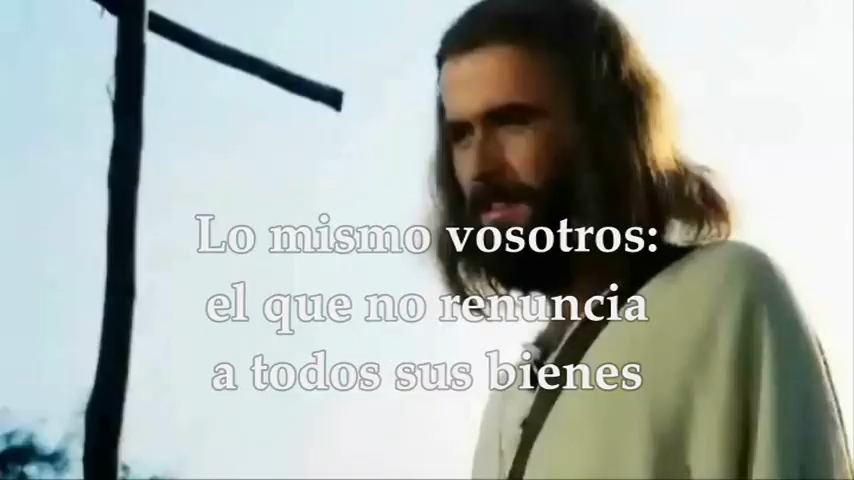 Lo mismo vosotros:
el que no renuncia
a todos sus bienes